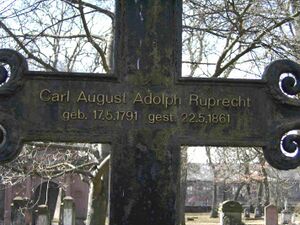 Carl August Adolph Ruprecht
geb. 17.5.1791 gest. 22.5.1861